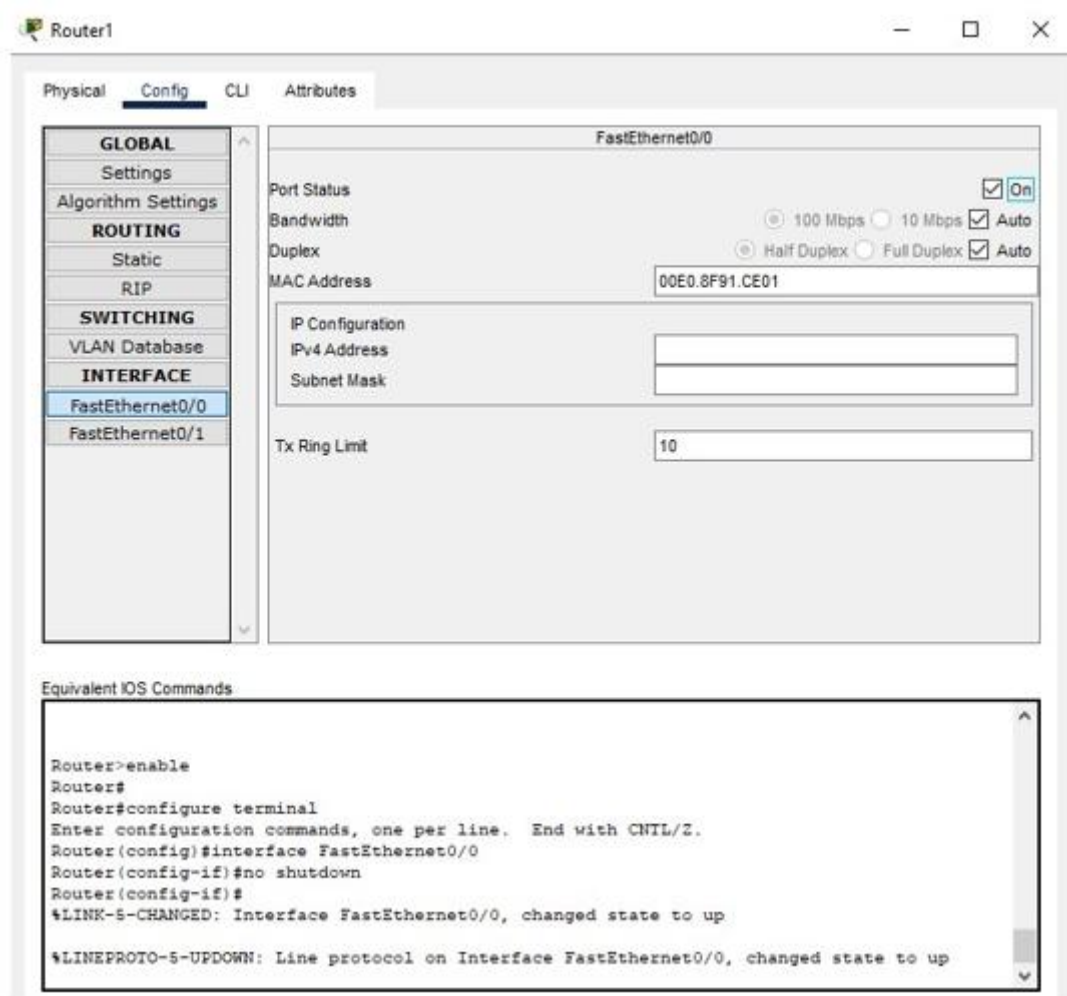 Router1
Physical Config CLI Attributes
GLOBAL
Settings
Algorithm Settings
ROUTING
Static
RIP
SWITCHING
VLAN Database
INTERFACE
FastEthernet0/0
FastEthernet0/1
FastEthernet0/0
Port Status On
Bandwidth 100 Mbps 10 Mbps Auto
Duplex Half Duplex Full Duplex Auto
MAC Address 00E0.8F91.CE01
IP Configuration
IPv4 Address
Subnet Mask
Tx Ring Limit 10
Equivalent IOS Commands
Router>enable
Router#
Router#configure terminal
Enter configuration commands, one per line. End with CNTL/Z.
Router(config)#interface FastEthernet0/0
Router(config-if)#no shutdown
Router(config-if)#
%LINK-5-CHANGED: Interface FastEthernet0/0, changed state to up
%LINEPROTO-5-UPDOWN: Line protocol on Interface FastEthernet0/0, changed state to up